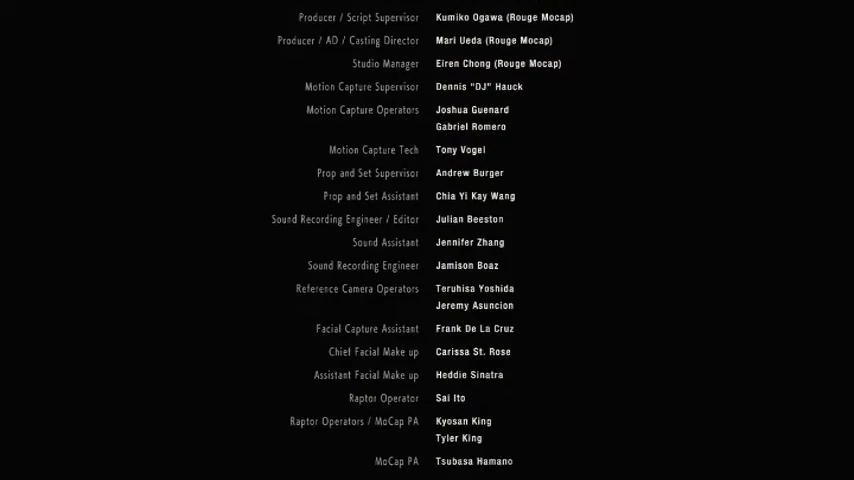 Producer / Script Supervisor Kumiko Ogawa (Rouge Mocap)
Producer / AD / Casting Director Mari Ueda (Rouge Mocap)
Studio Manager Eiren Chong (Rouge Mocap)
Motion Capture Supervisor Dennis "DJ" Hauck
Motion Capture Operators Joshua Guenard
Gabriel Romero
Motion Capture Tech Tony Vogel
Prop and Set Supervisor Andrew Burger
Prop and Set Assistant Chia Yi Kay Wang
Sound Recording Engineer / Editor Julian Beeston
Sound Assistant Jennifer Zhang
Sound Recording Engineer Jamison Boaz
Reference Camera Operators Teruhisa Yoshida
Jeremy Asuncion
Facial Capture Assistant Frank De La Cruz
Chief Facial Make up Carissa St. Rose
Assistant Facial Make up Heddie Sinatra
Raptor Operator Sai Ito
Raptor Operators / MoCap PA Kyosan King
Tyler King
MoCap PA Tsubasa Hamano